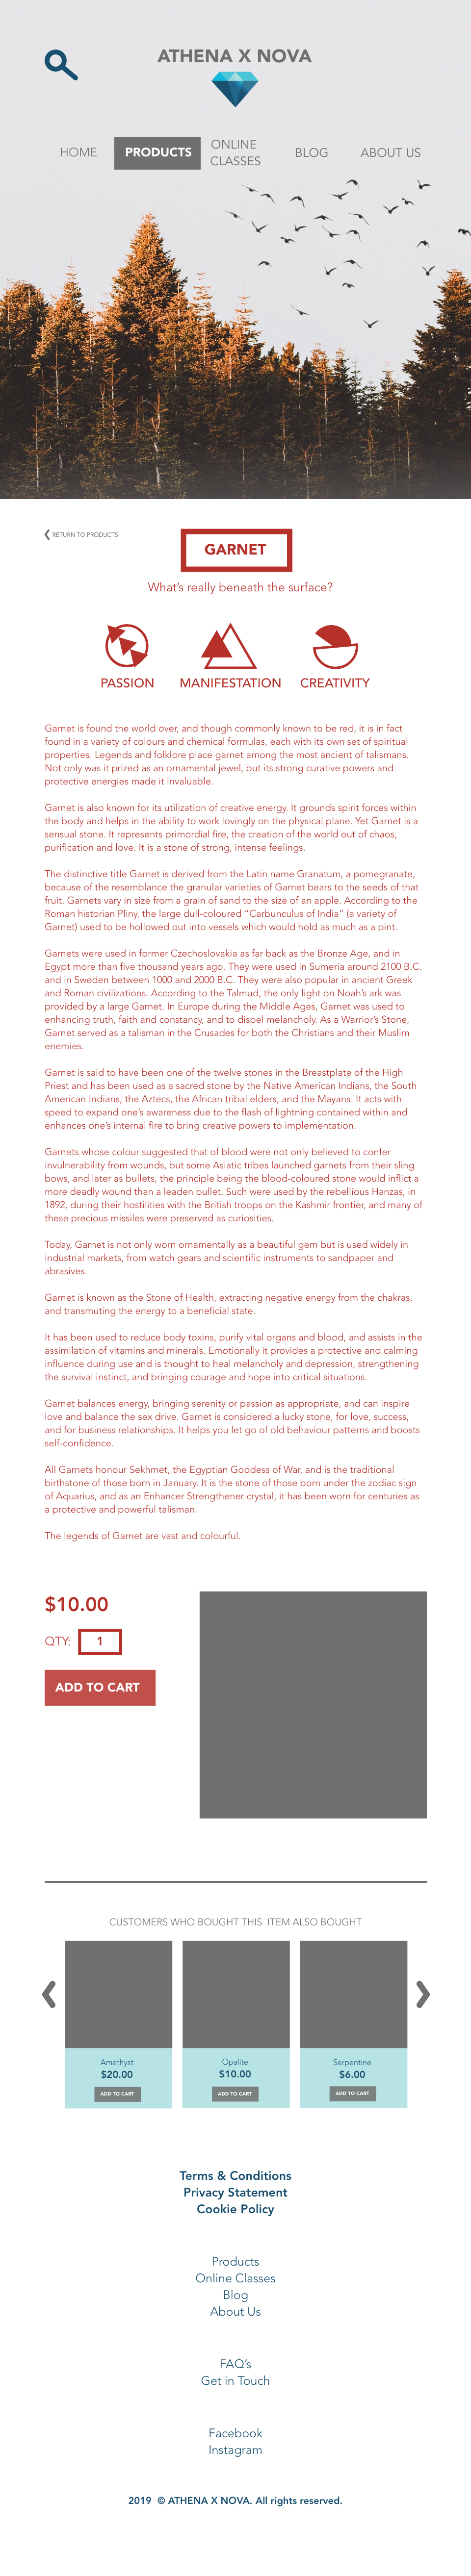 ATHENA X NOVA
HOME
PRODUCTS
ONLINE
CLASSES
BLOG
ABOUT US
RETURN TO PRODUCTS
GARNET
What's really beneath the surface?
PASSION
MANIFESTATION
CREATIVITY
Garnet is found the world over, and though commonly known to be red, it is in fact
found in a variety of colours and chemical formulas, each with its own set of spiritual
properties. Legends and folklore place garnet among the most ancient of talismans.
Not only was it prized as an ornamental jewel, but its strong curative powers and
protective energies made it invaluable.
Garnet is also known for its utilization of creative energy. It grounds spirit forces within
the body and helps in the ability to work lovingly on the physical plane. Yet Garnet is a
sensual stone. It represents primordial fire, the creation of the world out of chaos,
purification and love. It is a stone of strong, intense feelings.
The distinctive title Garnet is derived from the Latin name Granatum, a pomegranate,
because of the resemblance the granular varieties of Garnet bears to the seeds of that
fruit. Garnets vary in size from a grain of sand to the size of an apple. According to the
Roman historian Pliny, the large dull-coloured "Carbunculus of India" (a variety of
Garnet) used to be hollowed out into vessels which would hold as much as a pint.
Garnets were used in former Czechoslovakia as far back as the Bronze Age, and in
Egypt more than five thousand years ago. They were used in Sumeria around 2100 B.C.
and in Sweden between 1000 and 2000 B.C. They were also popular in ancient Greek
and Roman civilizations. According to the Talmud, the only light on Noah's ark was
provided by a large Garnet. In Europe during the Middle Ages, Garnet was used to
enhancing truth, faith and constancy, and to dispel melancholy. As a Warrior's Stone,
Garnet served as a talisman in the Crusades for both the Christians and their Muslim
enemies.
Garnet is said to have been one of the twelve stones in the Breastplate of the High
Priest and has been used as a sacred stone by the Native American Indians, the South
American Indians, the Aztecs, the African tribal elders, and the Mayans. It acts with
speed to expand one's awareness due to the flash of lightning contained within and
enhances one's internal fire to bring creative powers to implementation.
Garnets whose colour suggested that of blood were not only believed to confer
invulnerability from wounds, but some Asiatic tribes launched garnets from their sling
bows, and later as bullets, the principle being the blood-coloured stone would inflict a
more deadly wound than a leaden bullet. Such were used by the rebellious Hanzas, in
1892, during their hostilities with the British troops on the Kashmir frontier, and many of
these precious missiles were preserved as curiosities.
Today, Garnet is not only worn ornamentally as a beautiful gem but is used widely in
industrial markets, from watch gears and scientific instruments to sandpaper and
abrasives.
Garnet is known as the Stone of Health, extracting negative energy from the chakras,
and transmuting the energy to a beneficial state.
It has been used to reduce body toxins, purify vital organs and blood, and assists in the
assimilation of vitamins and minerals. Emotionally it provides a protective and calming
influence during use and is thought to heal melancholy and depression, strengthening
the survival instinct, and bringing courage and hope into critical situations.
Garnet balances energy, bringing serenity or passion as appropriate, and can inspire
love and balance the sex drive. Garnet is considered a lucky stone, for love, success,
and for business relationships. It helps you let go of old behaviour patterns and boosts
self-confidence.
All Garnets honour Sekhmet, the Egyptian Goddess of War, and is the traditional
birthstone of those born in January. It is the stone of those born under the zodiac sign
of Aquarius, and as an Enhancer Strengthener crystal, it has been worn for centuries as
a protective and powerful talisman.
The legends of Garnet are vast and colourful.
$10.00
QTY: 1
ADD TO CART
CUSTOMERS WHO BOUGHT THIS ITEM ALSO BOUGHT
Amethyst
$20.00
ADD TO CART
Opalite
$10.00
ADD TO CART
Serpentine
$6.00
ADD TO CART
Terms & Conditions
Privacy Statement
Cookie Policy
Products
Online Classes
Blog
About Us
FAQ's
Get in Touch
Facebook
Instagram
2019 © ATHENA X NOVA. All rights reserved.